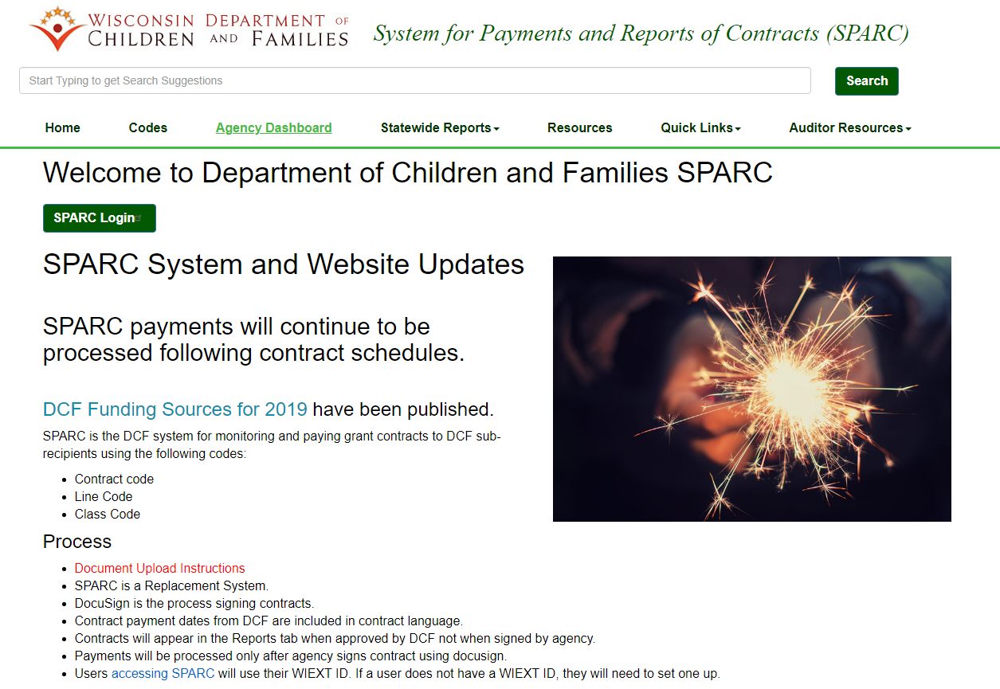 WISCONSIN DEPARTMENT OF
CHILDREN AND FAMILIES
System for Payments and Reports of Contracts (SPARC)
Start Typing to get Search Suggestions
Search
Home Codes Agency Dashboard Statewide Reports Resources Quick Links Auditor Resources
Welcome to Department of Children and Families SPARC
SPARC Login
SPARC System and Website Updates
SPARC payments will continue to be
processed following contract schedules.
DCF Funding Sources for 2019 have been published.
SPARC is the DCF system for monitoring and paying grant contracts to DCF sub-
recipients using the following codes:
• Contract code
• Line Code
• Class Code
Process
• Document Upload Instructions
• SPARC is a Replacement System.
• DocuSign is the process signing contracts.
• Contract payment dates from DCF are included in contract language.
• Contracts will appear in the Reports tab when approved by DCF not when signed by agency.
• Payments will be processed only after agency signs contract using docusign.
• Users accessing SPARC will use their WIEXT ID. If a user does not have a WIEXT ID, they will need to set one up.